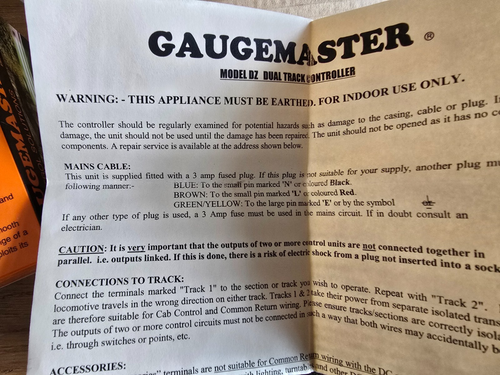 GAUGEMASTER ®
MODEL DZ DUAL TRACK CONTROLLER
WARNING: - THIS APPLIANCE MUST BE EARTHED. FOR INDOOR USE ONLY.
The controller should be regularly examined for potential hazards such as damage to the casing, cable or plug. In
damage, the unit should not be used until the damage has been repaired. The unit should not be opened as it has no
components. A repair service is available at the address shown below.
MAINS CABLE:
This unit is supplied fitted with a 3 amp fused plug. If this plug is not suitable for your supply, another plug
following manner:-
BLUE: To the small pin marked 'N' or coloured Black.
BROWN: To the small pin marked 'L' or coloured Red.
GREEN/YELLOW: To the large pin marked 'E' or by the symbol
If any other type of plug is used, a 3 Amp fuse must be used in the mains circuit. If in doubt consult an
electrician.
CAUTION: It is very important that the outputs of two or more control units are not connected together in
parallel. i.e. outputs linked. If this is done, there is a risk of electric shock from a plug not inserted into a
CONNECTIONS TO TRACK:
Connect the terminals marked "Track 1" to the section or track you wish to operate. Repeat with "Track 2".
locomotive travels in the wrong direction on either track. Tracks 1 & 2 take their power from separate isolated
are therefore suitable for Cab Control and Common Return wiring. Please ensure tracks/sections are correctly
The outputs of two or more control circuits must not be connected in such a way that both wires may accidentally
i.e. through switches or points, etc.
ACCESSORIES:
terminals are not suitable for Common Return wiring with the
lighting,
and